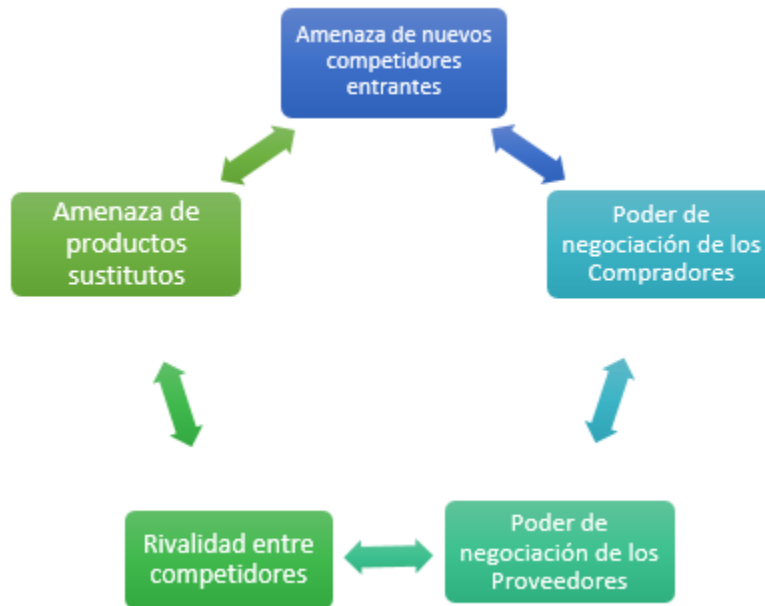 Amenaza de nuevos
competidores
entrantes
Amenaza de
productos
sustitutos
Poder de
negociación de los
Compradores
Rivalidad entre
competidores
Poder de
negociación de los
Proveedores